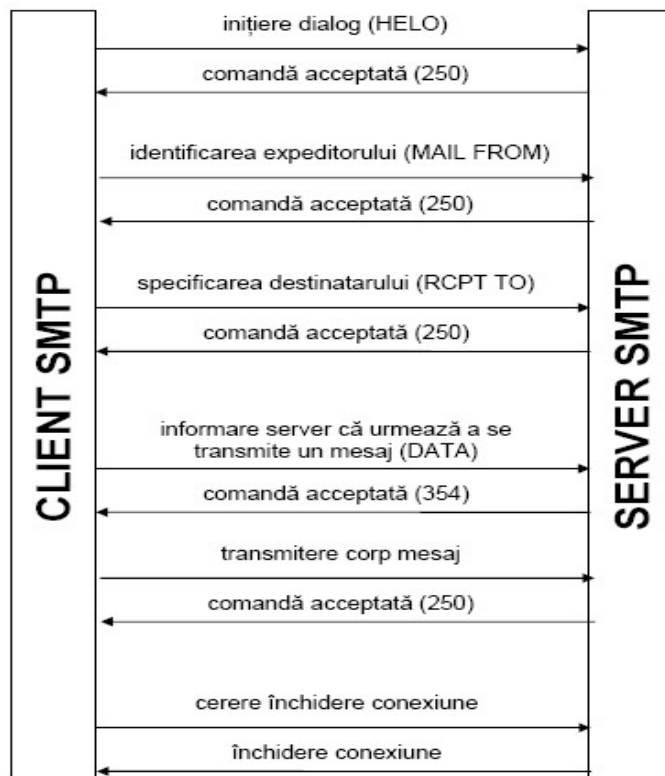 inițiere dialog (HELO)
comandă acceptată (250)
identificarea expeditorului (MAIL FROM)
comandă acceptată (250)
specificarea destinatarului (RCPT TO)
comandă acceptată (250)
informare server că urmează a se
transmite un mesaj (DATA)
comandă acceptată (354)
transmitere corp mesaj
comandă acceptată (250)
cerere închidere conexiune
închidere conexiune
CLIENT SMTP
SERVER SMTP